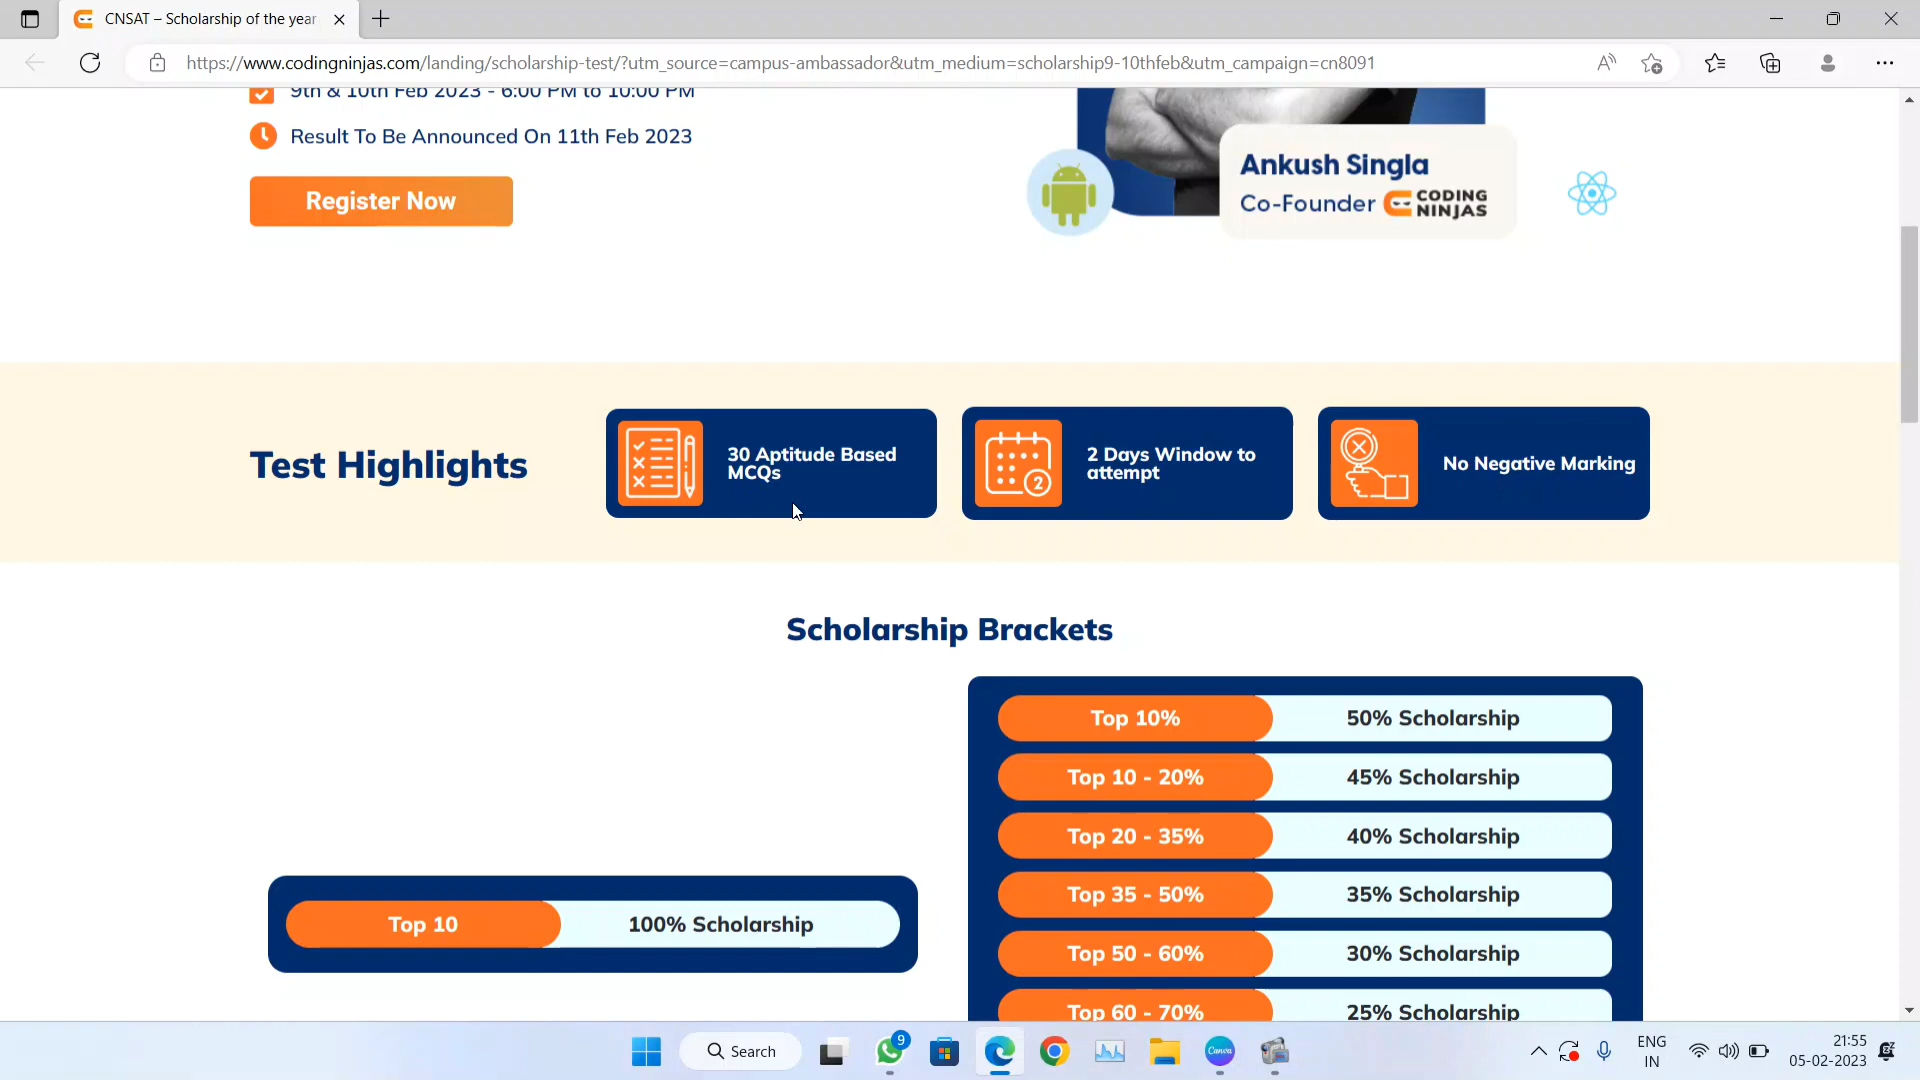 CNSAT – Scholarship of the year
https://www.codingninjas.com/landing/scholarship-test/?utm_source=campus-ambassador&utm_medium=scholarship9-10thfeb&utm_campaign=cn8091
9th & 10th Feb 2023 - 6:00 PM to 10:00 PM
Result To Be Announced On 11th Feb 2023
Register Now
Ankush Singla
Co-Founder CODING NINJAS
Test Highlights
30 Aptitude Based
MCQs
2 Days Window to
attempt
2
No Negative Marking
Scholarship Brackets
Top 10 100% Scholarship
Top 10% 50% Scholarship
Top 10 - 20% 45% Scholarship
Top 20 - 35% 40% Scholarship
Top 35 - 50% 35% Scholarship
Top 50 - 60% 30% Scholarship
Top 60 - 70% 25% Scholarship
Search
9
Canva
ENG
IN
21:55
05-02-2023